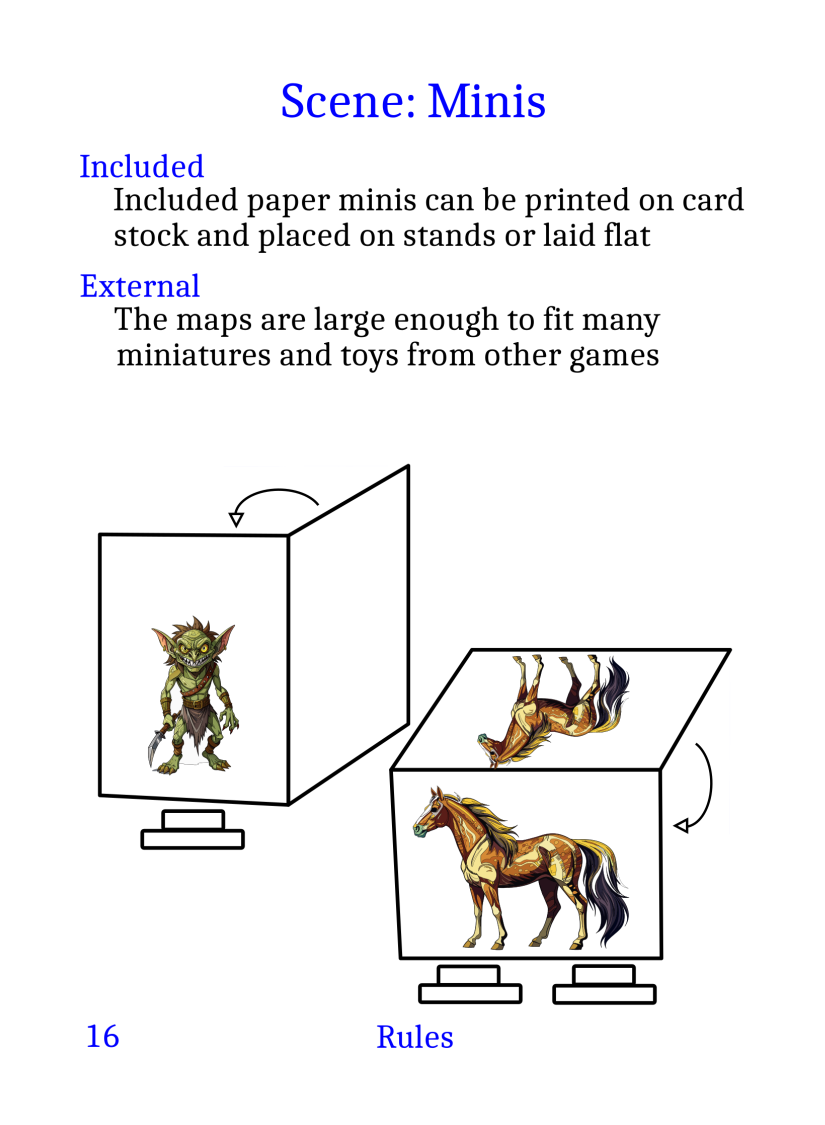 Scene: Minis
Included
Included paper minis can be printed on card
stock and placed on stands or laid flat
External
The maps are large enough to fit many
miniatures and toys from other games
16
Rules